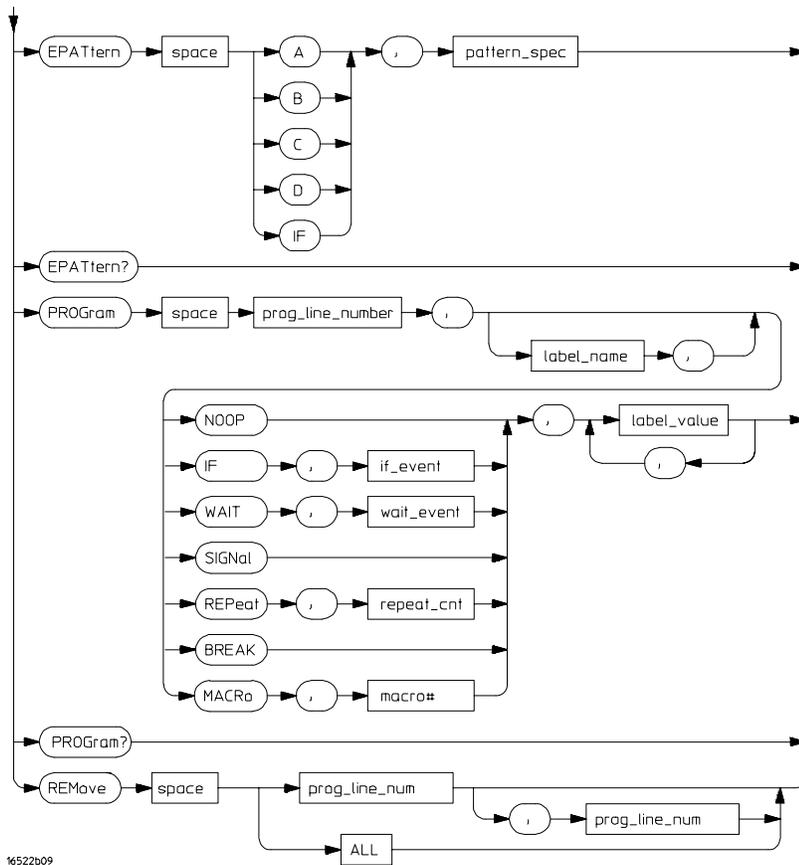 EPATtern space A , pattern_spec
B
C
D
IF
EPATtern?
PROGram space prog_line_number ,
label_name ,
NOOP , label_value
IF , if_event ,
WAIT , wait_event
SIGNal
REPeat , repeat_cnt
BREAK
MACRo , macro#
PROGram?
REMove space prog_line_num
, prog_line_num
ALL
16522b09